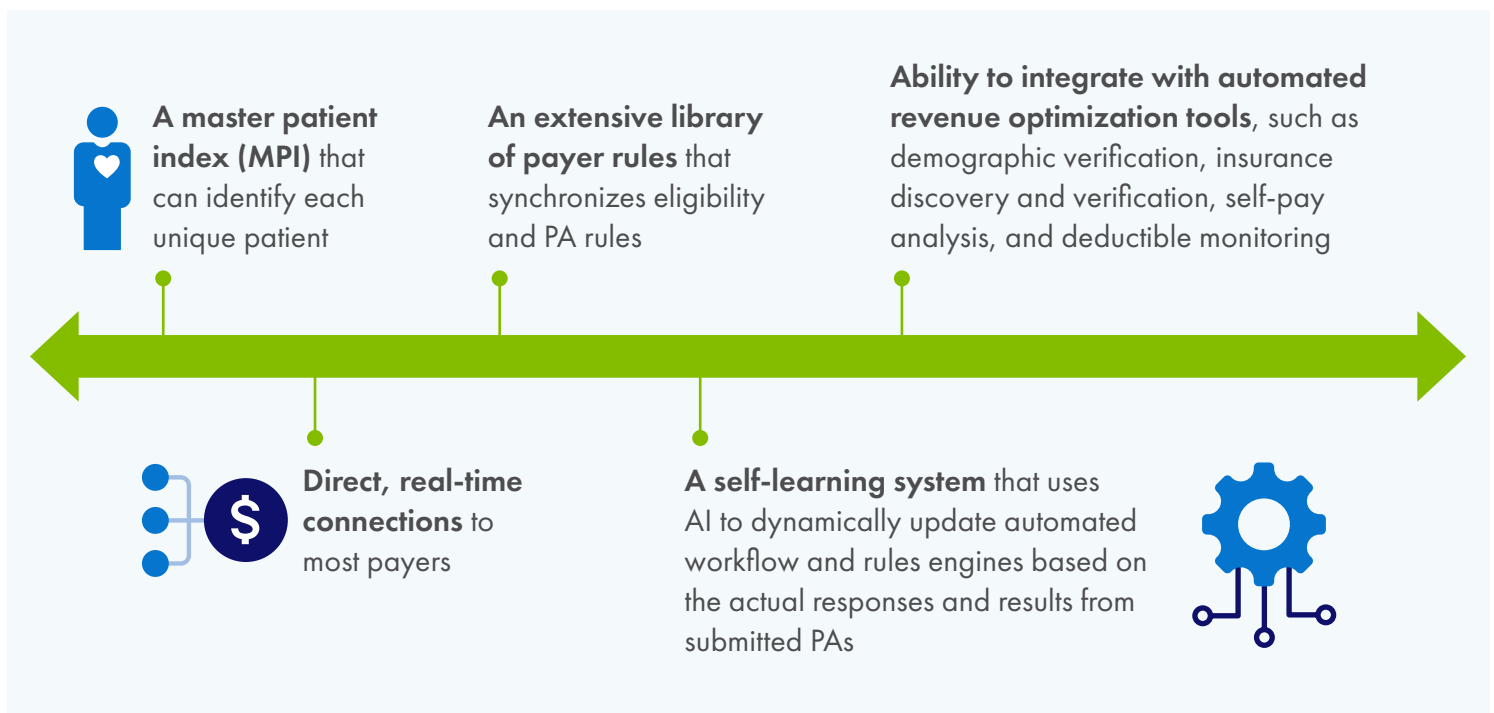 A master patient
index (MPI) that
can identify each
unique patient
An extensive library
of payer rules that
synchronizes eligibility
and PA rules
Ability to integrate with automated
revenue optimization tools, such as
demographic verification, insurance
discovery and verification, self-pay
analysis, and deductible monitoring
$
Direct, real-time
connections to
most payers
A self-learning system that uses
AI to dynamically update automated
workflow and rules engines based on
the actual responses and results from
submitted PAs